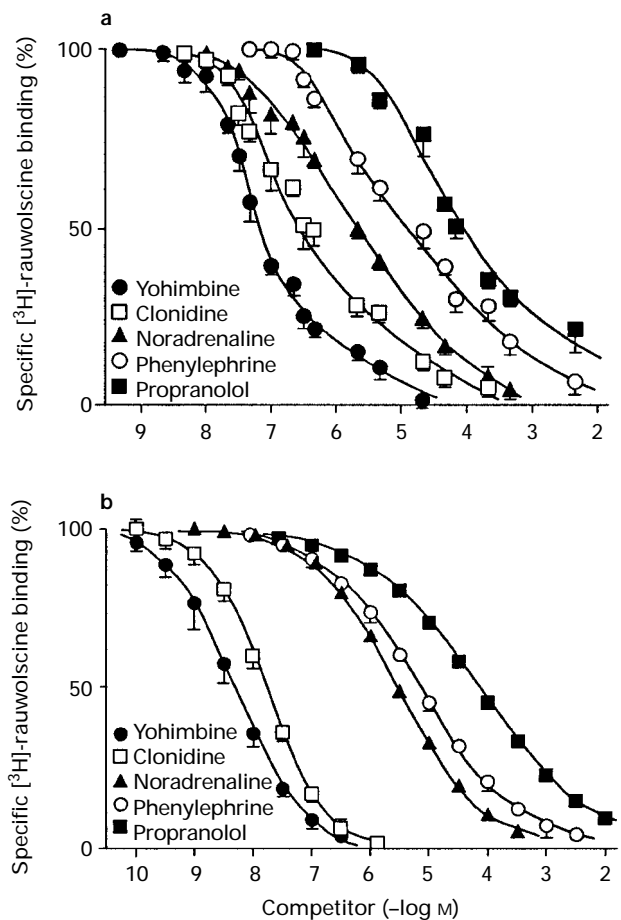 a
Specific [³H]-rauwolscine binding (%)
100
50
0
Yohimbine
Clonidine
Noradrenaline
Phenylephrine
Propranolol
9 8 7 6 5 4 3 2
b
Specific [³H]-rauwolscine binding (%)
100
50
0
Yohimbine
Clonidine
Noradrenaline
Phenylephrine
Propranolol
10 9 8 7 6 5 4 3 2
Competitor (–log M)